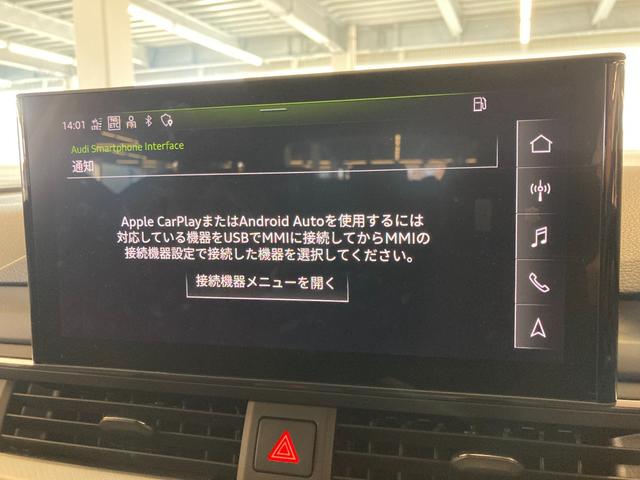 14:01
ETC
Audi Smartphone Interface
通知
Apple CarPlayまたはAndroid Autoを使用するには
対応している機器をUSBでMMIに接続してからMMIの
接続機器設定で接続した機器を選択してください。
接続機器メニューを開く